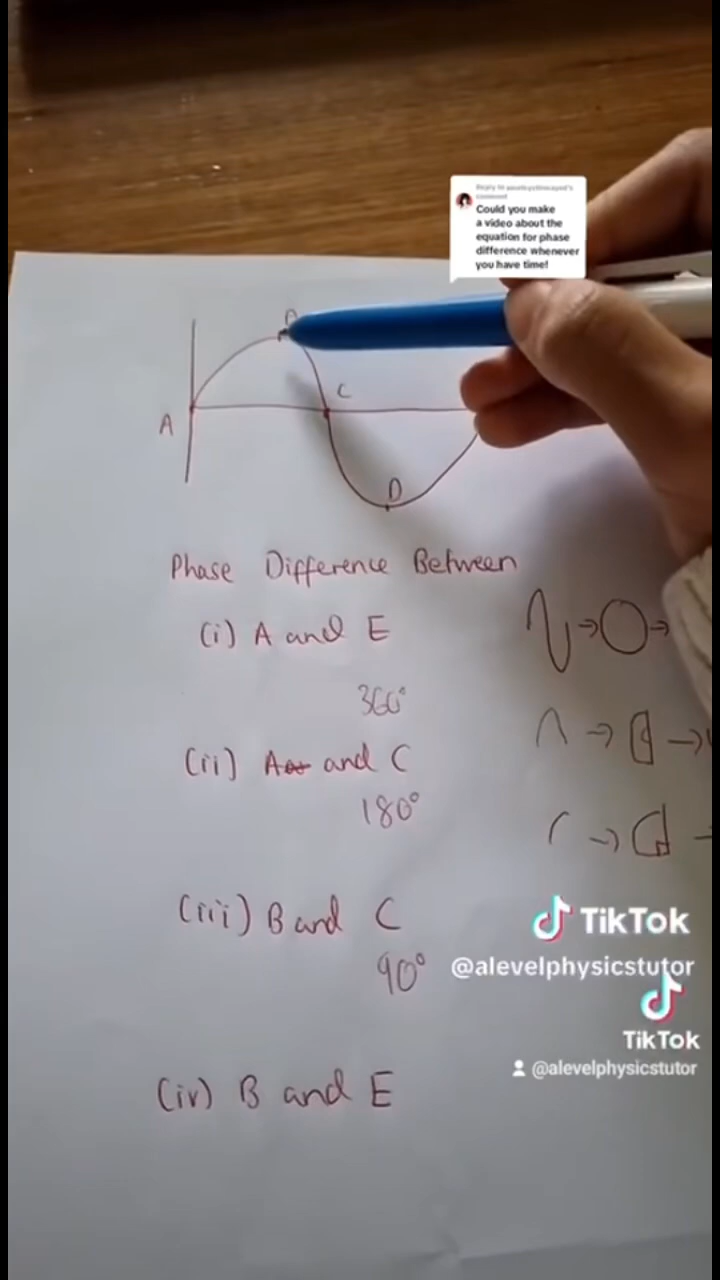 Could you make
a video about the
equation for phase
difference whenever
you have time!
C
A
D
Phase Difference Between
(i) A and E
360°
(ii) A and C
180°
(iii) B and C
90°
TikTok
@alevelphysicstutor
TikTok
@alevelphysicstutor
(iv) B and E